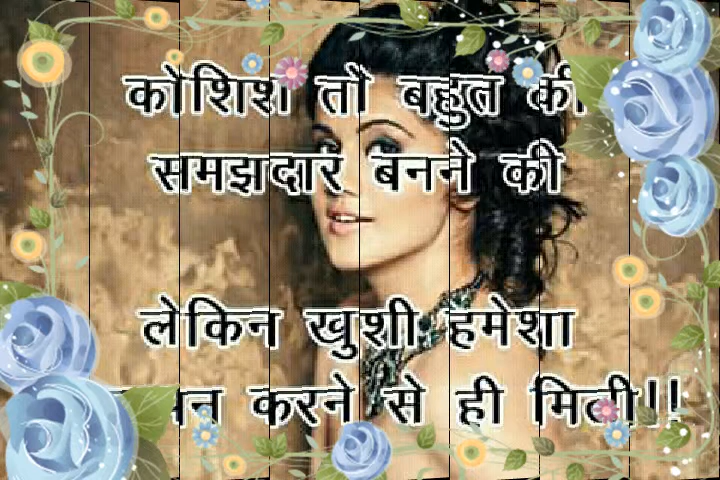 कोशिश तो बहुत की
समझदार बनने की
लेकिन खुशी हमेशा
करने से ही मिली!!